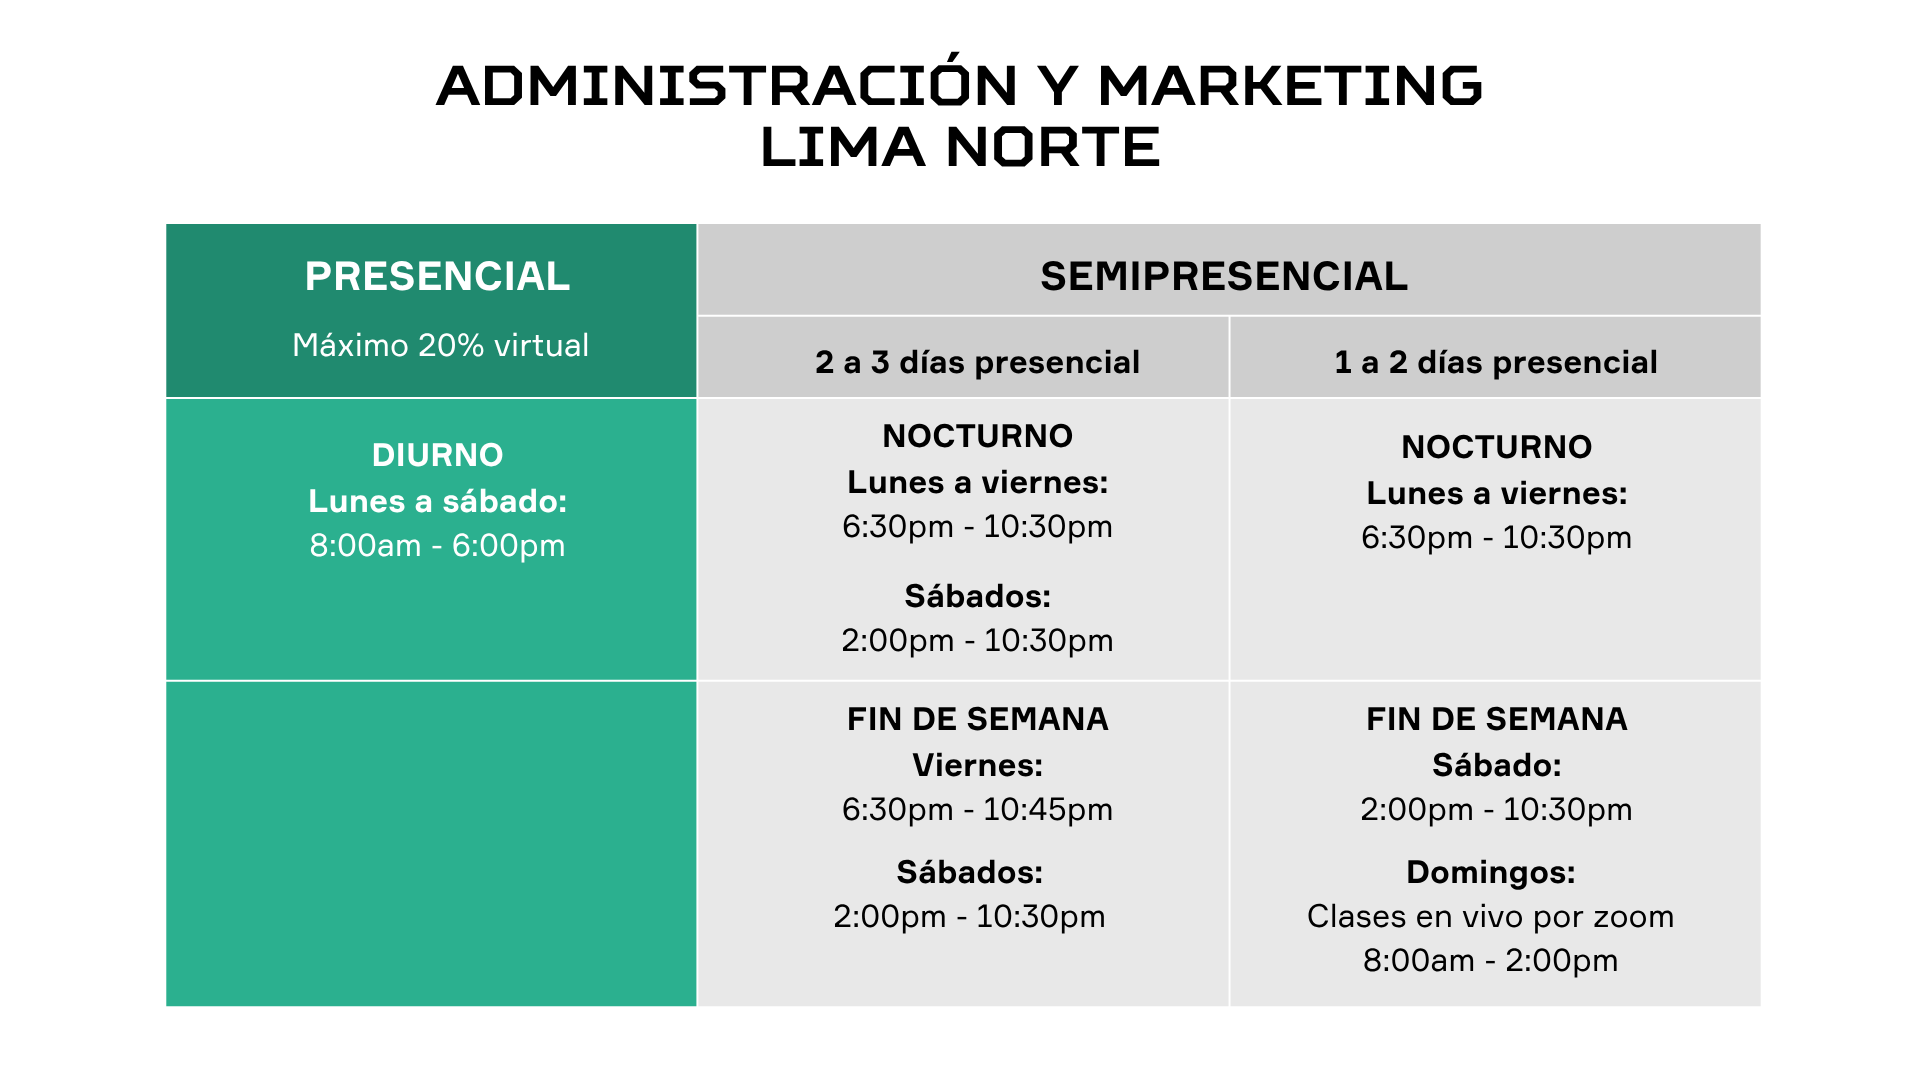 ADMINISTRACIÓN Y MARKETING
LIMA NORTE
PRESENCIAL
Máximo 20% virtual
SEMIPRESENCIAL
2 a 3 días presencial
1 a 2 días presencial
DIURNO
Lunes a sábado:
8:00am - 6:00pm
NOCTURNO
Lunes a viernes:
6:30pm - 10:30pm
Sábados:
2:00pm - 10:30pm
NOCTURNO
Lunes a viernes:
6:30pm - 10:30pm
FIN DE SEMANA
Viernes:
6:30pm - 10:45pm
Sábados:
2:00pm - 10:30pm
FIN DE SEMANA
Sábado:
2:00pm - 10:30pm
Domingos:
Clases en vivo por zoom
8:00am - 2:00pm